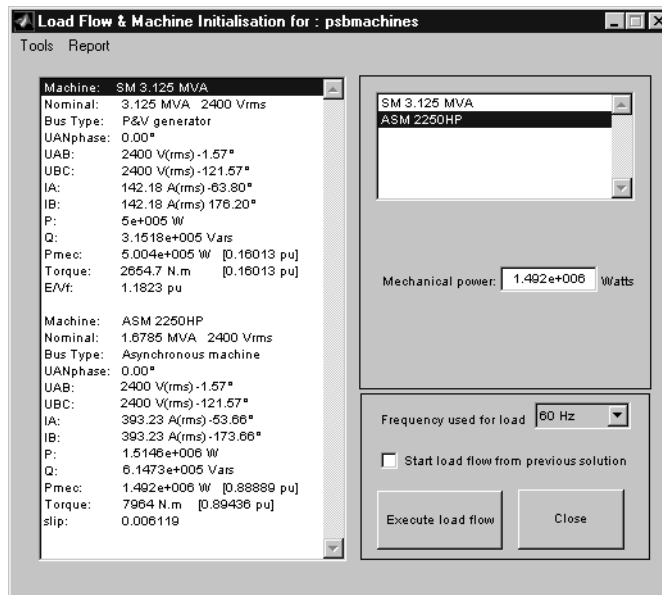 Load Flow & Machine Initialisation for : psbmachines
Tools Report
Machine: SM 3.125 MVA
Nominal: 3.125 MVA 2400 Vrms
Bus Type: P&V generator
UANphase: 0.00°
UAB: 2400 V(rms) -1.57°
UBC: 2400 V(rms) -121.57°
IA: 142.18 A(rms) -63.80°
IB: 142.18 A(rms) 176.20°
P: 5e+005 W
Q: 3.1518e+005 Vars
Pmec: 5.004e+005 W [0.16013 pu]
Torque: 2654.7 N.m [0.16013 pu]
E/Vf: 1.1823 pu
Machine: ASM 2250HP
Nominal: 1.6785 MVA 2400 Vrms
Bus Type: Asynchronous machine
UANphase: 0.00°
UAB: 2400 V(rms) -1.57°
UBC: 2400 V(rms) -121.57°
IA: 393.23 A(rms) -53.66°
IB: 393.23 A(rms) -173.66°
P: 1.5146e+006 W
Q: 6.1473e+005 Vars
Pmec: 1.492e+006 W [0.88889 pu]
Torque: 7964 N.m [0.89436 pu]
slip: 0.006119
SM 3.125 MVA
ASM 2250HP
Mechanical power: 1.492e+006 Watts
Frequency used for load 60 Hz
Start load flow from previous solution
Execute load flow Close